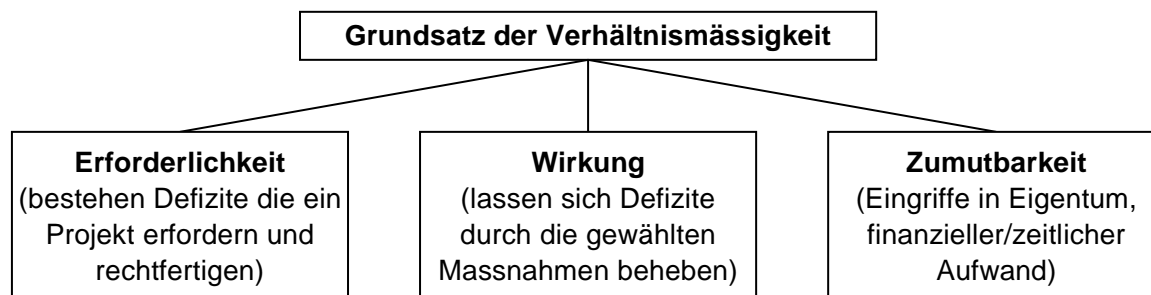 Grundsatz der Verhältnismässigkeit
Erforderlichkeit
(bestehen Defizite die ein
Projekt erfordern und
rechtfertigen)
Wirkung
(lassen sich Defizite
durch die gewählten
Massnahmen beheben)
Zumutbarkeit
(Eingriffe in Eigentum,
finanzieller/zeitlicher
Aufwand)